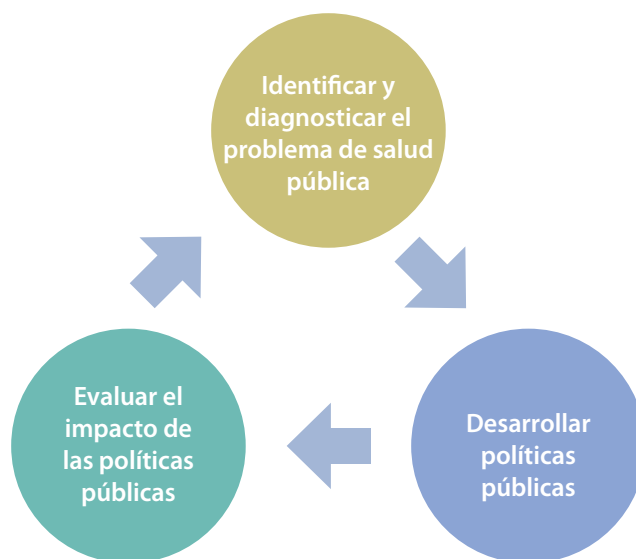 Identificar y
diagnosticar el
problema de salud
pública
Evaluar el
impacto de
las políticas
públicas
Desarrollar
políticas
públicas